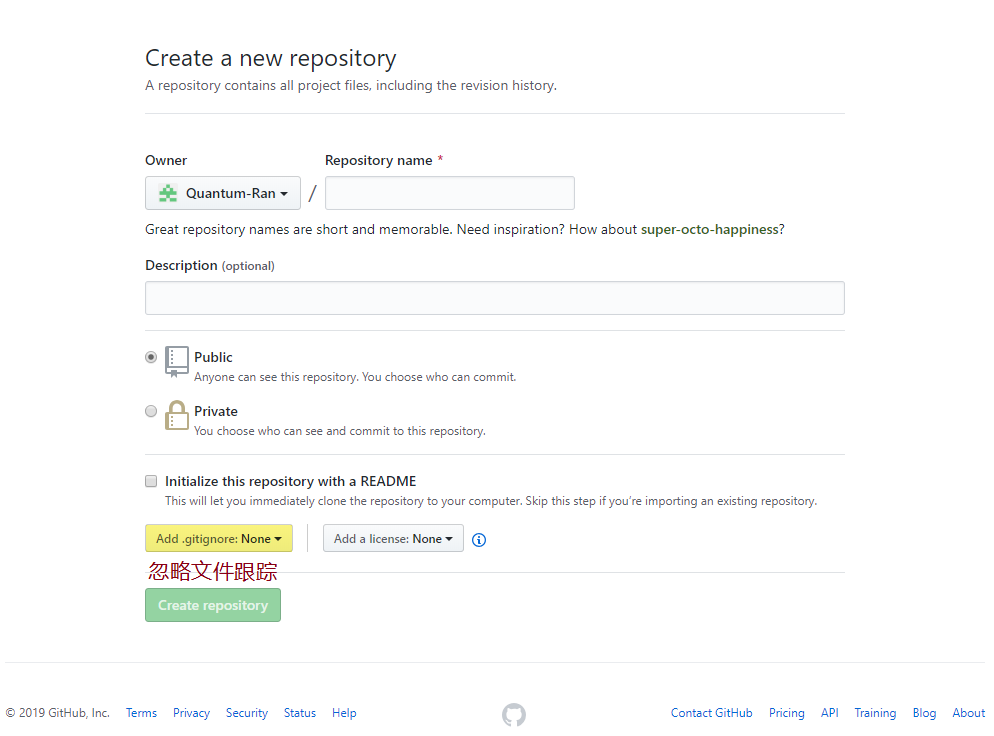 Create a new repository
A repository contains all project files, including the revision history.
Owner
Repository name *
Quantum-Ran
/
Great repository names are short and memorable. Need inspiration? How about super-octo-happiness?
Description (optional)
Public
Anyone can see this repository. You choose who can commit.
Private
You choose who can see and commit to this repository.
Initialize this repository with a README
This will let you immediately clone the repository to your computer. Skip this step if you’re importing an existing repository.
Add .gitignore: None
Add a license: None
忽略文件跟踪
Create repository
© 2019 GitHub, Inc. Terms Privacy Security Status Help Contact GitHub Pricing API Training Blog About